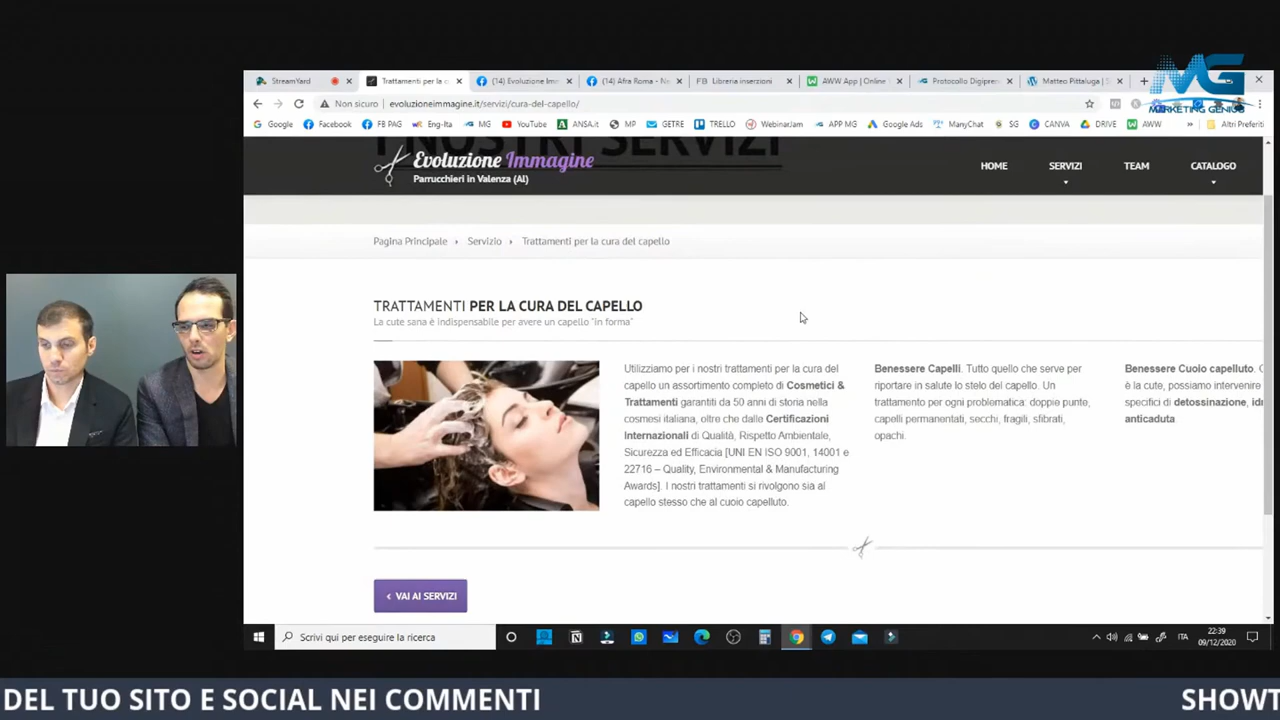 MG
MARKETING GENIUS
StreamYard
Trattamenti per la c
(14) Evoluzione Imm
(14) Afra Roma - Ne
Libreria inserzioni
AWW App | Online
Protocollo Digipren
Matteo Pittaluga | S
Non sicuro evoluzioneimmagine.it/servizi/cura-del-capello/
Google Facebook FB PAG Eng-Ita MG YouTube ANSA.it MP GETRE TRELLO WebinarJam APP MG Google Ads ManyChat SG CANVA DRIVE AWW » Altri Preferiti
I NOSTRI SERVIZI
Evoluzione Immagine
Parrucchieri in Valenza (Al)
HOME SERVIZI TEAM CATALOGO
Pagina Principale › Servizio › Trattamenti per la cura del capello
TRATTAMENTI PER LA CURA DEL CAPELLO
La cute sana è indispensabile per avere un capello "in forma"
Utilizziamo per i nostri trattamenti per la cura del
capello un assortimento completo di Cosmetici &
Trattamenti garantiti da 50 anni di storia nella
cosmesi italiana, oltre che dalle Certificazioni
Internazionali di Qualità, Rispetto Ambientale,
Sicurezza ed Efficacia [UNI EN ISO 9001, 14001 e
22716 – Quality, Environmental & Manufacturing
Awards]. I nostri trattamenti si rivolgono sia al
capello stesso che al cuoio capelluto.
Benessere Capelli. Tutto quello che serve per
riportare in salute lo stelo del capello. Un
trattamento per ogni problematica: doppie punte,
capelli permanentati, secchi, fragili, sfibrati,
opachi.
Benessere Cuoio capelluto.
è la cute, possiamo intervenire
specifici di detossinazione, id
anticaduta.
‹ VAI AI SERVIZI
Scrivi qui per eseguire la ricerca
ITA
22:39
09/12/2020
DEL TUO SITO E SOCIAL NEI COMMENTI
SHOWT